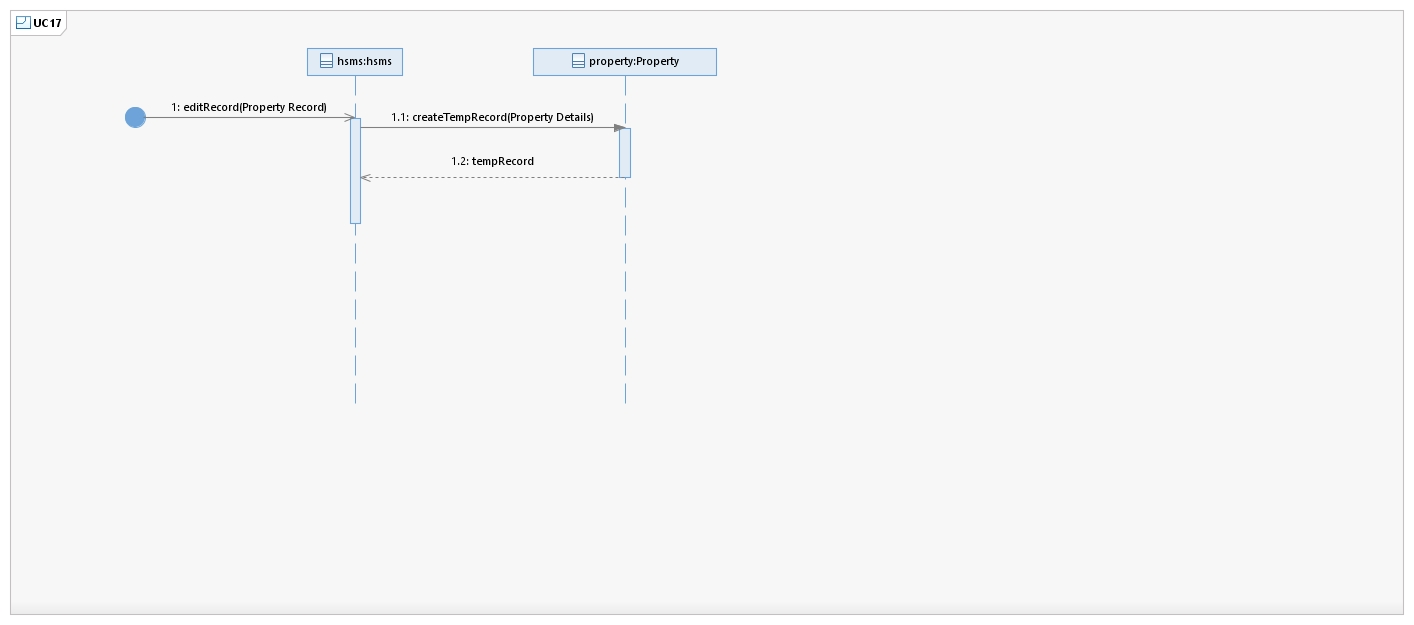 UC17
hsms:hsms
property:Property
1: editRecord(Property Record)
1.1: createTempRecord(Property Details)
1.2: tempRecord